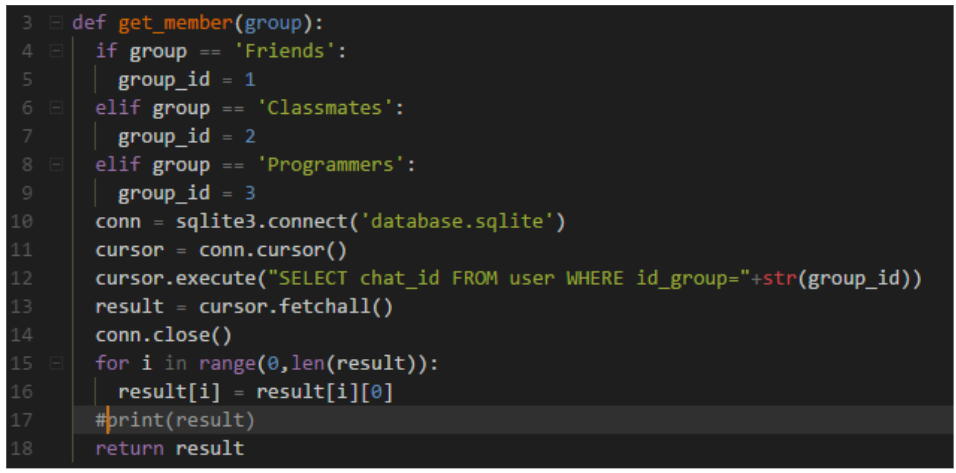 3 def get_member(group):
4 if group == 'Friends':
5 group_id = 1
6 elif group == 'Classmates':
7 group_id = 2
8 elif group == 'Programmers':
9 group_id = 3
10 conn = sqlite3.connect('database.sqlite')
11 cursor = conn.cursor()
12 cursor.execute("SELECT chat_id FROM user WHERE id_group="+str(group_id))
13 result = cursor.fetchall()
14 conn.close()
15 for i in range(0,len(result)):
16 result[i] = result[i][0]
17 #print(result)
18 return result